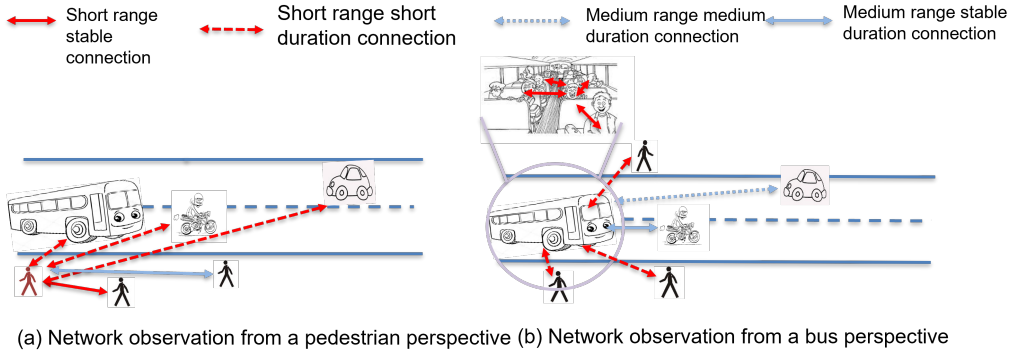 Short range
stable
connection
Short range short
duration connection
Medium range medium
duration connection
Medium range stable
duration connection
(a) Network observation from a pedestrian perspective
(b) Network observation from a bus perspective